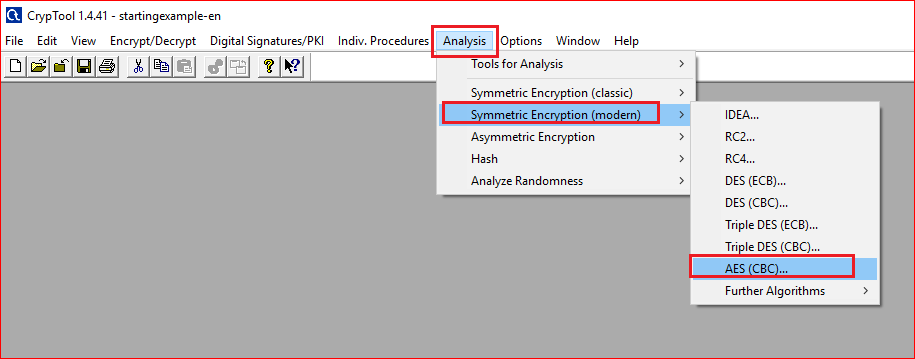 CrypTool 1.4.41 - startingexample-en
File Edit View Encrypt/Decrypt Digital Signatures/PKI Indiv. Procedures Analysis Options Window Help
Tools for Analysis
Symmetric Encryption (classic)
Symmetric Encryption (modern)
Asymmetric Encryption
Hash
Analyze Randomness
IDEA...
RC2...
RC4...
DES (ECB)...
DES (CBC)...
Triple DES (ECB)...
Triple DES (CBC)...
AES (CBC)...
Further Algorithms